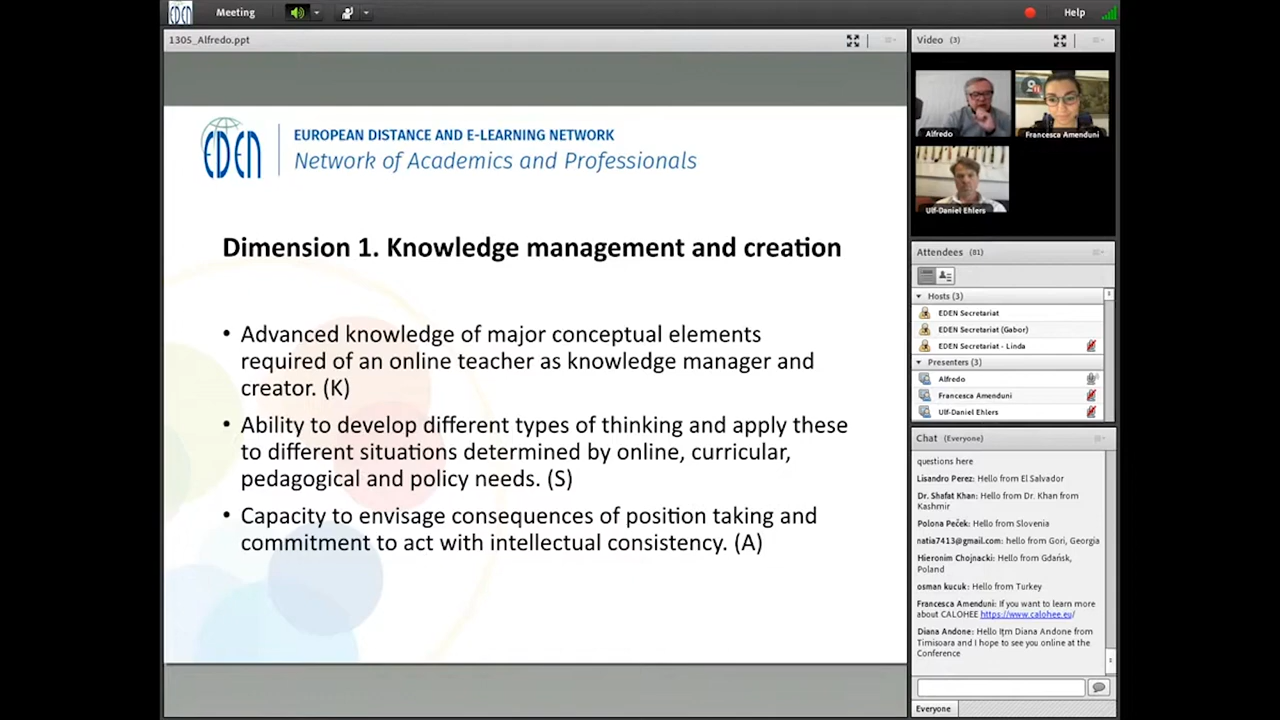 EDEN
Meeting
Help
1305_Alfredo.ppt
EDEN
EUROPEAN DISTANCE AND E-LEARNING NETWORK
Network of Academics and Professionals
Dimension 1. Knowledge management and creation
• Advanced knowledge of major conceptual elements
required of an online teacher as knowledge manager and
creator. (K)
• Ability to develop different types of thinking and apply these
to different situations determined by online, curricular,
pedagogical and policy needs. (S)
• Capacity to envisage consequences of position taking and
commitment to act with intellectual consistency. (A)
Video (3)
Alfredo
Francesca Amenduni
Ulf-Daniel Ehlers
Attendees (81)
Hosts (3)
EDEN Secretariat
EDEN Secretariat (Gabor)
EDEN Secretariat - Linda
Presenters (3)
Alfredo
Francesca Amenduni
Ulf-Daniel Ehlers
Chat (Everyone)
questions here
Lisandro Perez: Hello from El Salvador
Dr. Shafat Khan: Hello from Dr. Khan from
Kashmir
Polona Peček: Hello from Slovenia
natia7413@gmail.com: hello from Gori, Georgia
Hieronim Chojnacki: Hello from Gdańsk,
Poland
osman kucuk: Hello from Turkey
Francesca Amenduni: If you want to learn more
about CALOHEE https://www.calohee.eu/
Diana Andone: Hello I'm Diana Andone from
Timisoara and I hope to see you online at the
Conference
Everyone